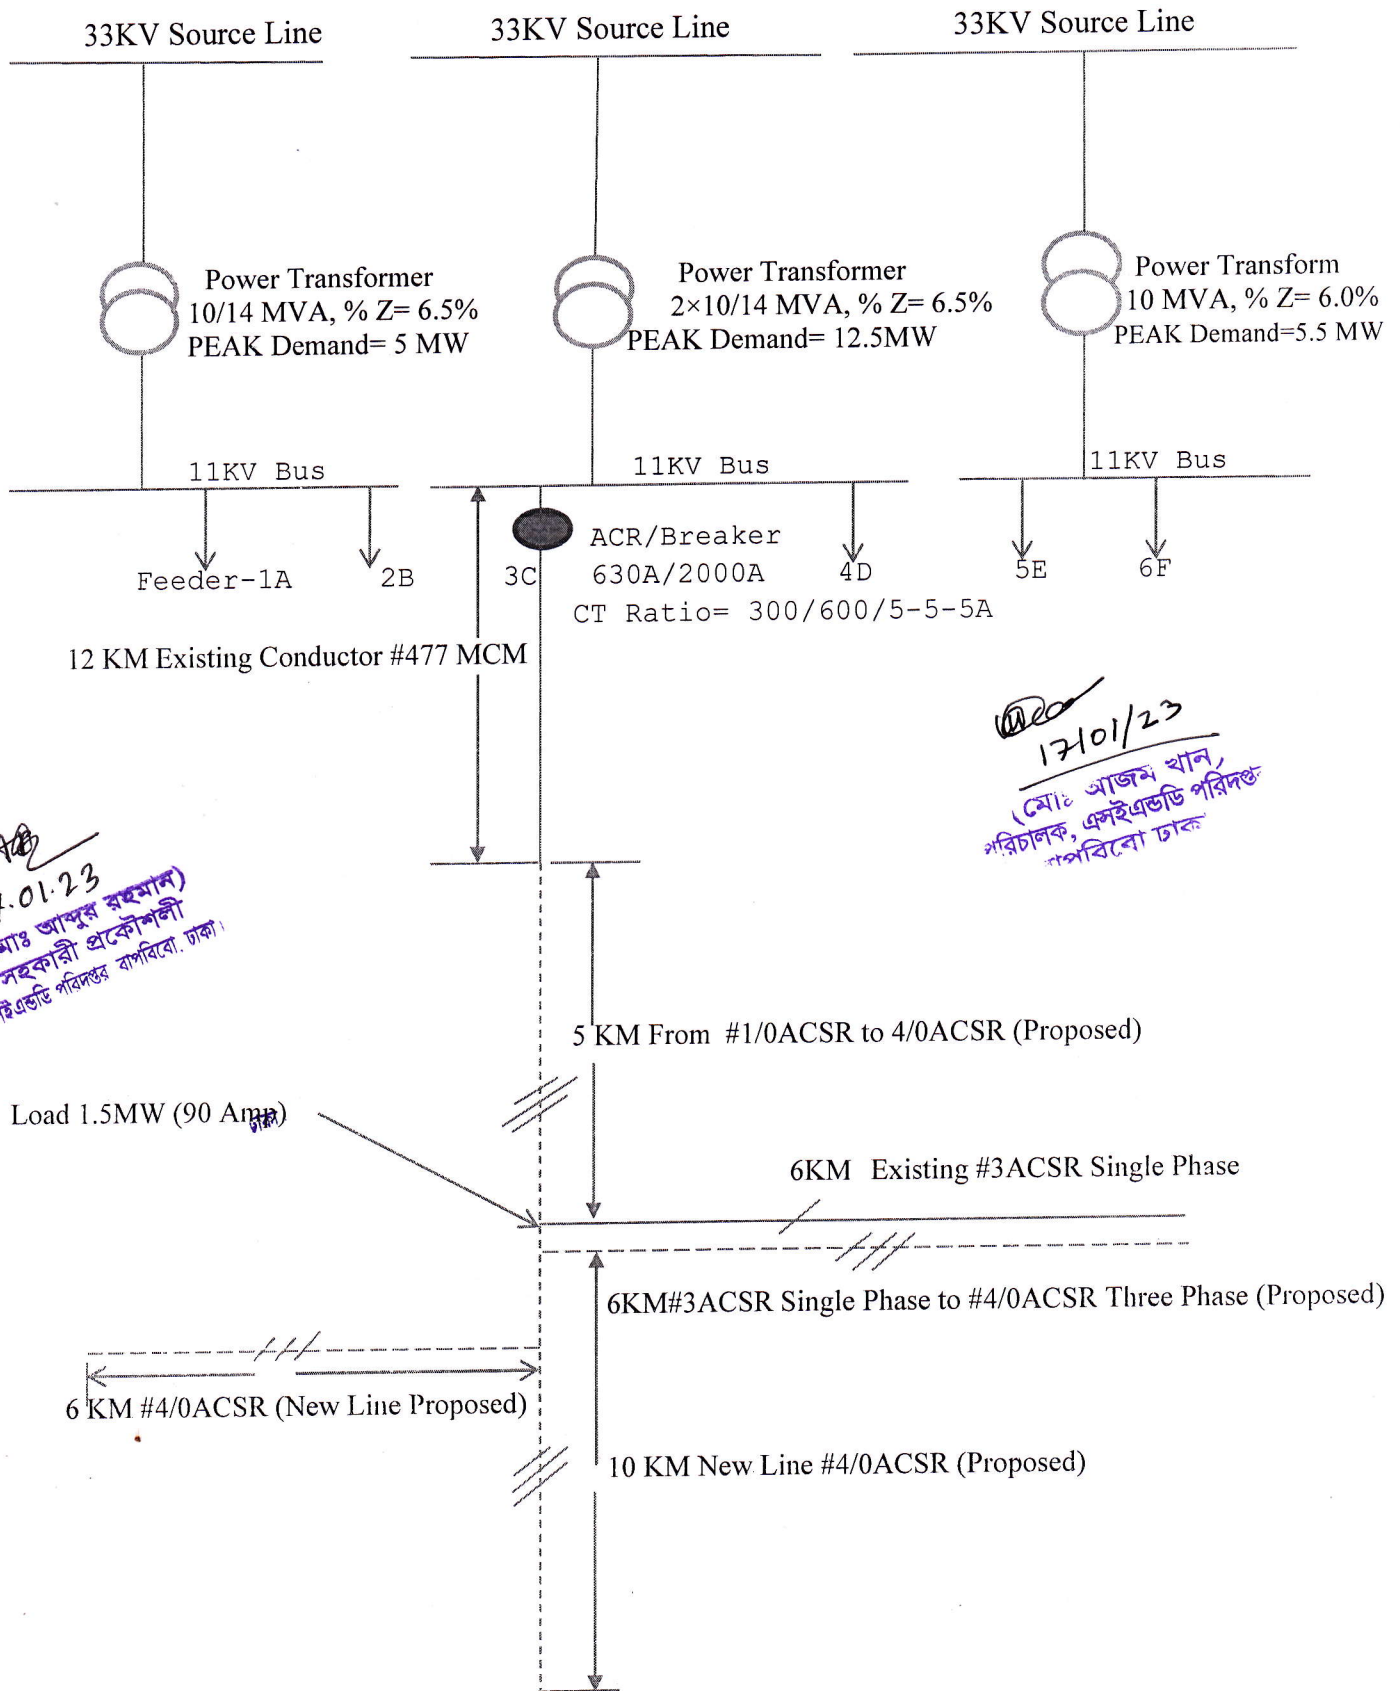 33KV Source Line
33KV Source Line
33KV Source Line
Power Transformer
10/14 MVA, % Z= 6.5%
PEAK Demand= 5 MW
Power Transformer
2×10/14 MVA, % Z= 6.5%
PEAK Demand= 12.5MW
Power Transform
10 MVA, % Z= 6.0%
PEAK Demand=5.5 MW
11KV Bus
11KV Bus
11KV Bus
Feeder-1A
2B
3C
ACR/Breaker
630A/2000A
CT Ratio= 300/600/5-5-5A
4D
5E
6F
12 KM Existing Conductor #477 MCM
17/01/23
(মোঃ আজম খান)
পরিচালক, এসইএন্ডডি পরিদপ্ত
বাপবিবো ঢাকা
.01.23
মোঃ আব্দুর রহমান)
সহকারী প্রকৌশলী
ইএন্ডডি পরিদপ্তর বাপবিবো. ঢাকা।
5 KM From #1/0ACSR to 4/0ACSR (Proposed)
Load 1.5MW (90 Amp)
6KM Existing #3ACSR Single Phase
6KM#3ACSR Single Phase to #4/0ACSR Three Phase (Proposed)
6 KM #4/0ACSR (New Line Proposed)
10 KM New Line #4/0ACSR (Proposed)